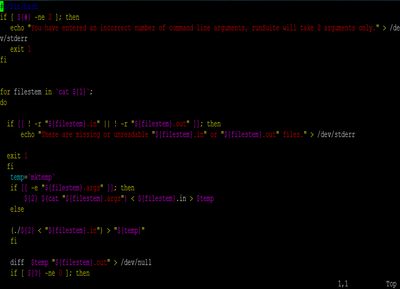 #!/bin/bash
if [ ${#} -ne 2 ]; then
echo "You have entered an incorrect number of command line arguments, runSuite will take 2 arguments only." > /de
v/stderr
exit 1
fi
for filestem in `cat ${1}`;
do
if [[ ! -r "${filestem}.in" || ! -r "${filestem}.out" ]]; then
echo "There are missing or unreadable "${filestem}.in" or "${filestem}.out" files." > /dev/stderr
exit 1
fi
temp=`mktemp`
if [[ -e "${filestem}.args" ]]; then
${2} $(cat "${filestem}.args") < ${filestem}.in > $temp
else
(./${2} < "${filestem}.in") > "${temp}"
fi
diff $temp "${filestem}.out" > /dev/null
if [ ${?} -ne 0 ]; then
1,1 Top